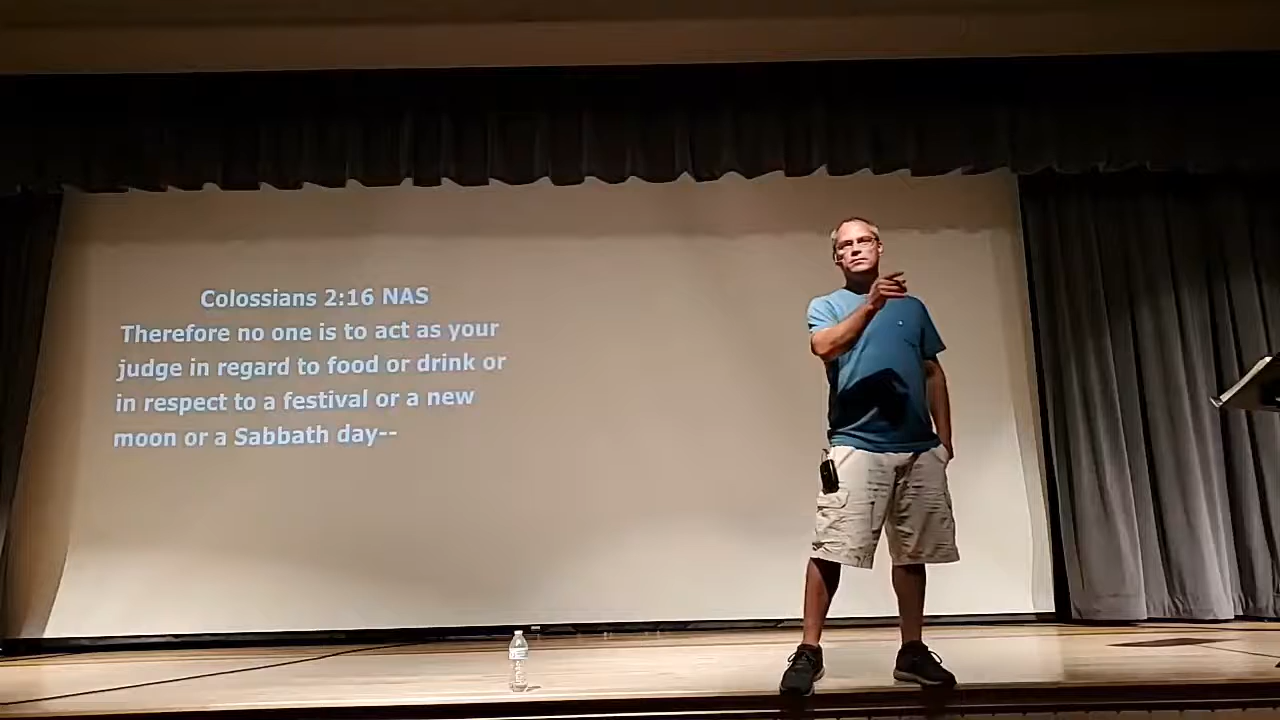 Colossians 2:16 NAS
Therefore no one is to act as your
judge in regard to food or drink or
in respect to a festival or a new
moon or a Sabbath day--